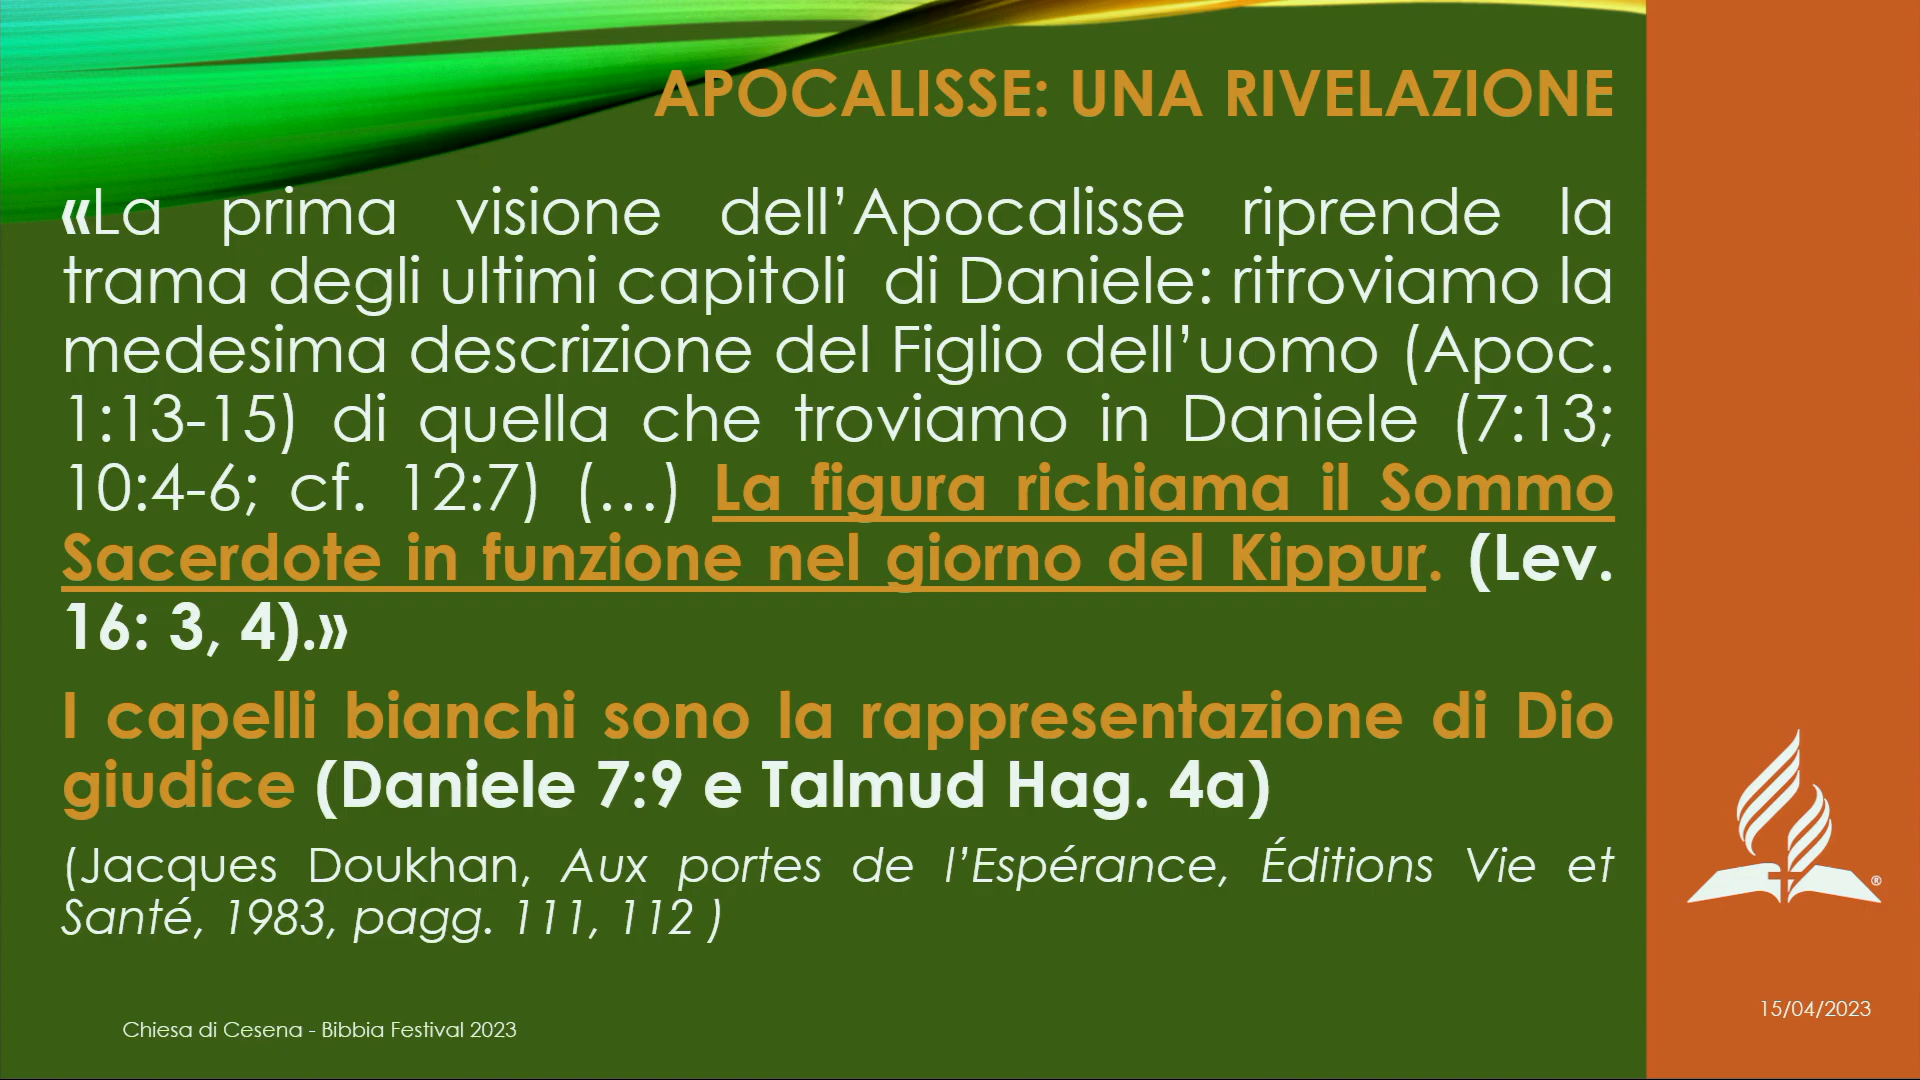 APOCALISSE: UNA RIVELAZIONE
«La prima visione dell’Apocalisse riprende la
trama degli ultimi capitoli  di Daniele: ritroviamo la
medesima descrizione del Figlio dell’uomo (Apoc.
1:13-15) di quella che troviamo in Daniele (7:13;
10:4-6; cf. 12:7) (…) La figura richiama il Sommo
Sacerdote in funzione nel giorno del Kippur. (Lev.
16: 3, 4).»
I capelli bianchi sono la rappresentazione di Dio
giudice (Daniele 7:9 e Talmud Hag. 4a)
(Jacques Doukhan, Aux portes de l’Espérance, Éditions Vie et
Santé, 1983, pagg. 111, 112 )
®
15/04/2023
Chiesa di Cesena - Bibbia Festival 2023